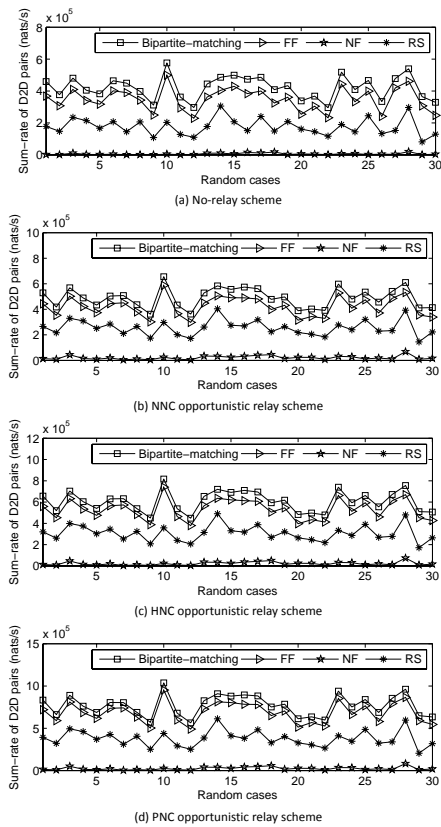 x 10^5
Sum−rate of D2D pairs (nats/s)
8
6
4
2
0
Bipartite−matching FF NF RS
5 10 15 20 25 30
Random cases
(a) No-relay scheme
x 10^5
Sum−rate of D2D pairs (nats/s)
10
8
6
4
2
0
Bipartite−matching FF NF RS
5 10 15 20 25 30
Random cases
(b) NNC opportunistic relay scheme
x 10^5
Sum−rate of D2D pairs (nats/s)
12
10
8
6
4
2
0
Bipartite−matching FF NF RS
5 10 15 20 25 30
Random cases
(c) HNC opportunistic relay scheme
x 10^5
Sum−rate of D2D pairs (nats/s)
15
10
5
0
Bipartite−matching FF NF RS
5 10 15 20 25 30
Random cases
(d) PNC opportunistic relay scheme